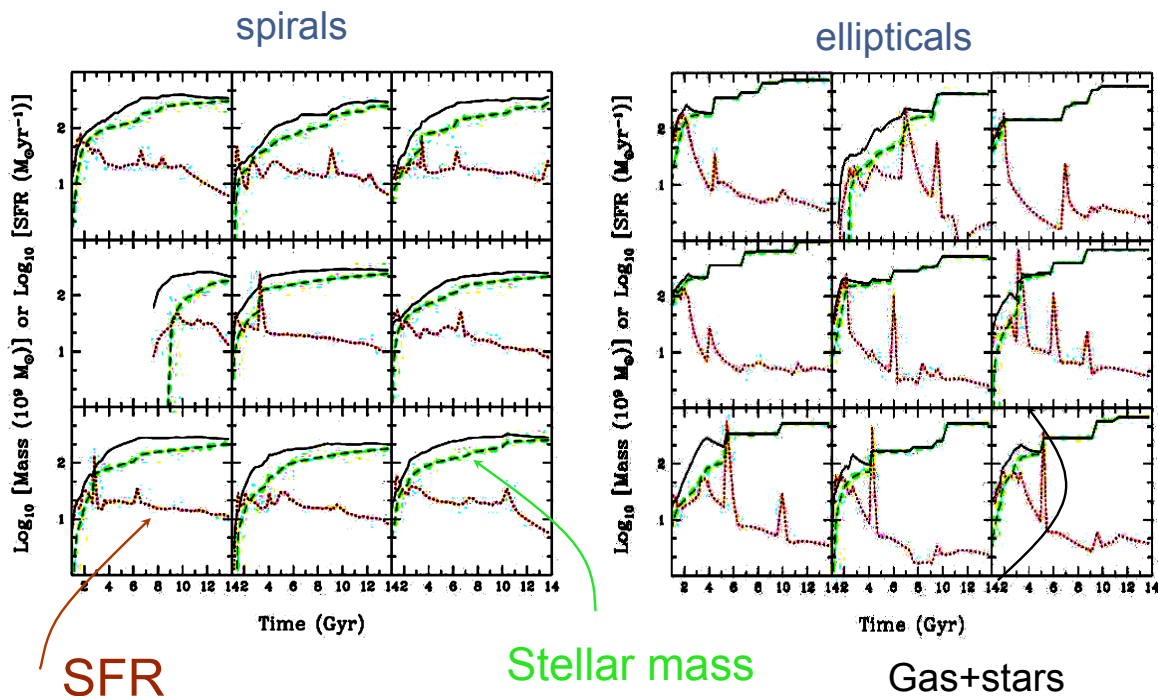 spirals
ellipticals
Log₁₀ [Mass (10⁹ M☉)] or Log₁₀ [SFR (M☉yr⁻¹)]
2
1
2
1
2
1
2 4 6 8 10 12 14 2 4 6 8 10 12 14 2 4 6 8 10 12 14
Time (Gyr)
Log₁₀ [Mass (10⁹ M☉)] or Log₁₀ [SFR (M☉yr⁻¹)]
2
1
2
1
2
1
2 4 6 8 10 12 14 2 4 6 8 10 12 14 2 4 6 8 10 12 14
Time (Gyr)
SFR
Stellar mass
Gas+stars